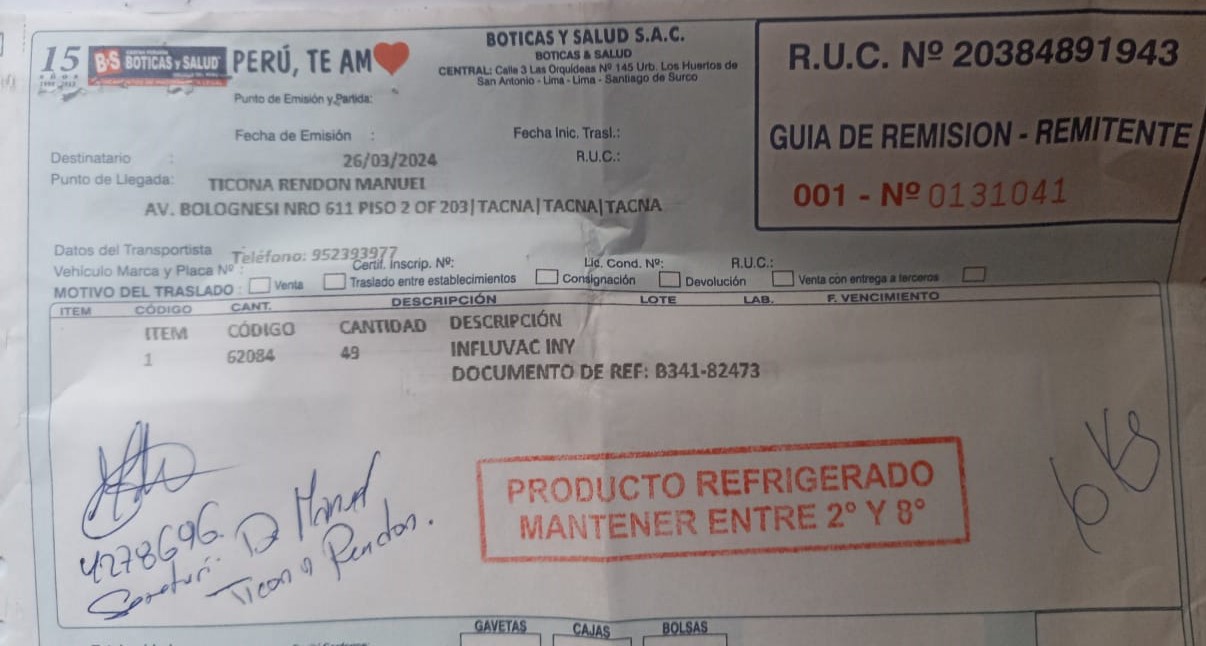 15 AÑOS B·S BOTICAS Y SALUD PERÚ, TE AM
BOTICAS Y SALUD S.A.C.
BOTICAS & SALUD
CENTRAL: Calle 3 Las Orquideas Nº 145 Urb. Los Huertos de
San Antonio - Lima - Lima - Santiago de Surco
R.U.C. Nº 20384891943
GUIA DE REMISION - REMITENTE
001 - Nº 0131041
Punto de Emisión y Partida:
Fecha de Emisión : Fecha Inic. Trasl.:
Destinatario : 26/03/2024 R.U.C.:
Punto de Llegada: TICONA RENDON MANUEL
AV. BOLOGNESI NRO 611 PISO 2 OF 203|TACNA|TACNA|TACNA
Datos del Transportista Teléfono: 952393977
Vehículo Marca y Placa Nº : Certif. Inscrip. Nº: Lic. Cond. Nº: R.U.C.:
MOTIVO DEL TRASLADO : Venta Traslado entre establecimientos Consignación Devolución Venta con entrega a terceros
ITEM CÓDIGO CANT. DESCRIPCIÓN LOTE LAB. F. VENCIMIENTO
ITEM CÓDIGO CANTIDAD DESCRIPCIÓN
1 62084 49 INFLUVAC INY
DOCUMENTO DE REF: B341-82473
PRODUCTO REFRIGERADO
MANTENER ENTRE 2° Y 8°
6 Ks
4278696 Dr Manuel
Ticona Rendon.
GAVETAS CAJAS BOLSAS